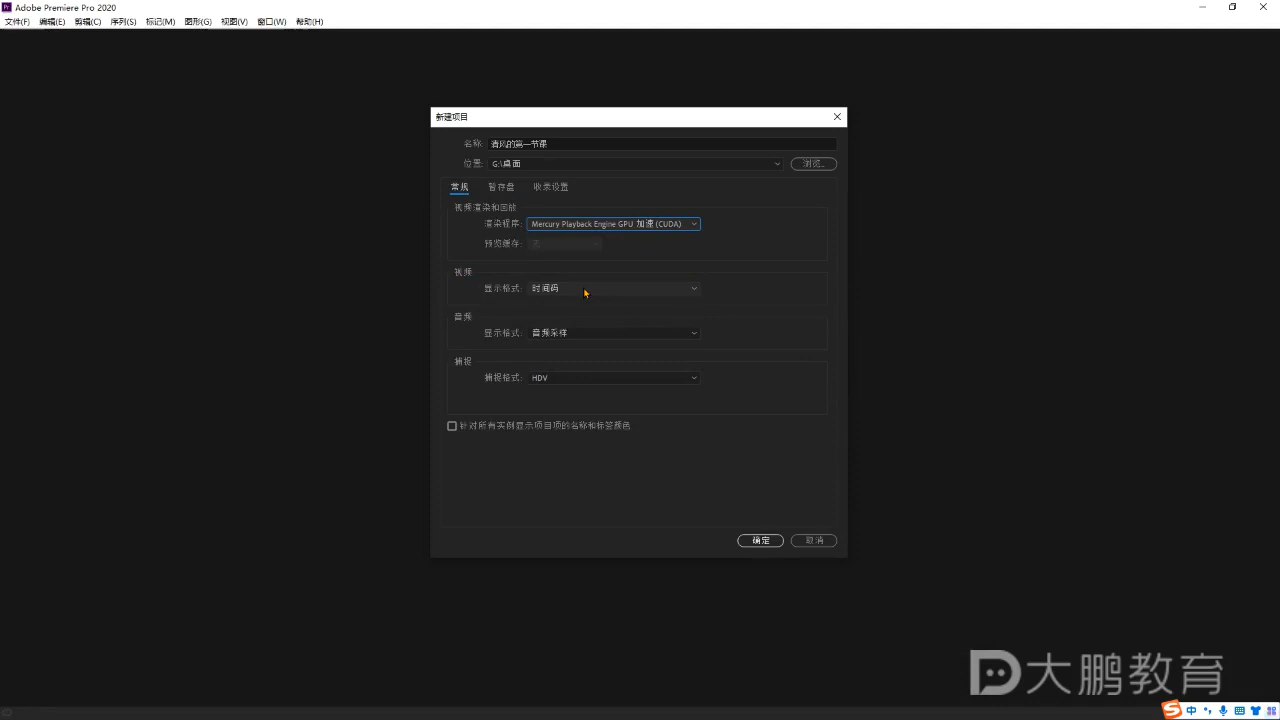 Adobe Premiere Pro 2020
文件(F) 编辑(E) 剪辑(C) 序列(S) 标记(M) 图形(G) 视图(V) 窗口(W) 帮助(H)
新建项目
名称: 清风的第一节课
位置: G:\桌面 浏览...
常规 暂存盘 收录设置
视频渲染和回放
渲染程序: Mercury Playback Engine GPU 加速 (CUDA)
预览缓存: 无
视频
显示格式: 时间码
音频
显示格式: 音频采样
捕捉
捕捉格式: HDV
针对所有实例显示项目项的名称和标签颜色
确定 取消
大鹏教育
中